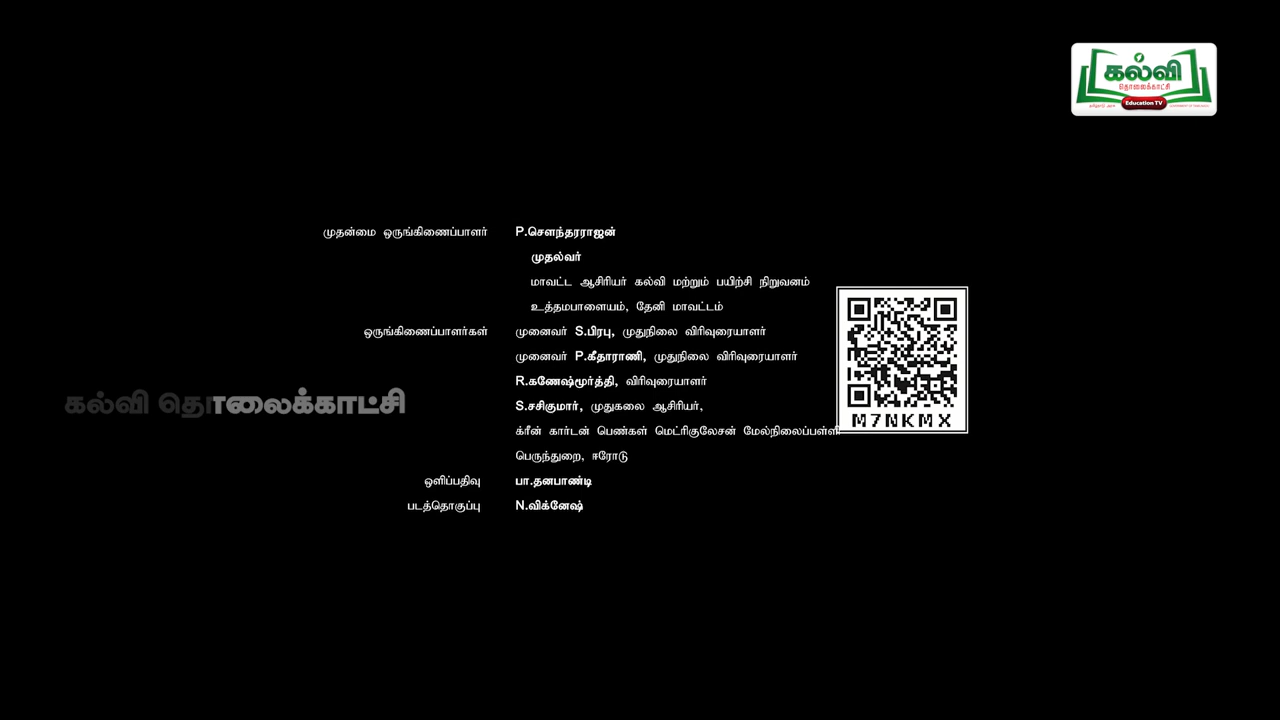 கல்வி
தொலைக்காட்சி
Education TV
முதன்மை ஒருங்கிணைப்பாளர் P.சௌந்தரராஜன்
முதல்வர்
மாவட்ட ஆசிரியர் கல்வி மற்றும் பயிற்சி நிறுவனம்
உத்தமபாளையம், தேனி மாவட்டம்
ஒருங்கிணைப்பாளர்கள் முனைவர் S.பிரபு, முதுநிலை விரிவுரையாளர்
முனைவர் P.கீதாராணி, முதுநிலை விரிவுரையாளர்
R.கணேஷ்மூர்த்தி, விரிவுரையாளர்
கல்வி தொலைக்காட்சி
S.சசிகுமார், முதுகலை ஆசிரியர்,
க்ரீன் கார்டன் பெண்கள் மெட்ரிகுலேசன் மேல்நிலைப்பள்ளி
M7NKMX
பெருந்துறை, ஈரோடு
ஒளிப்பதிவு பா.தனபாண்டி
படத்தொகுப்பு N.விக்னேஷ்